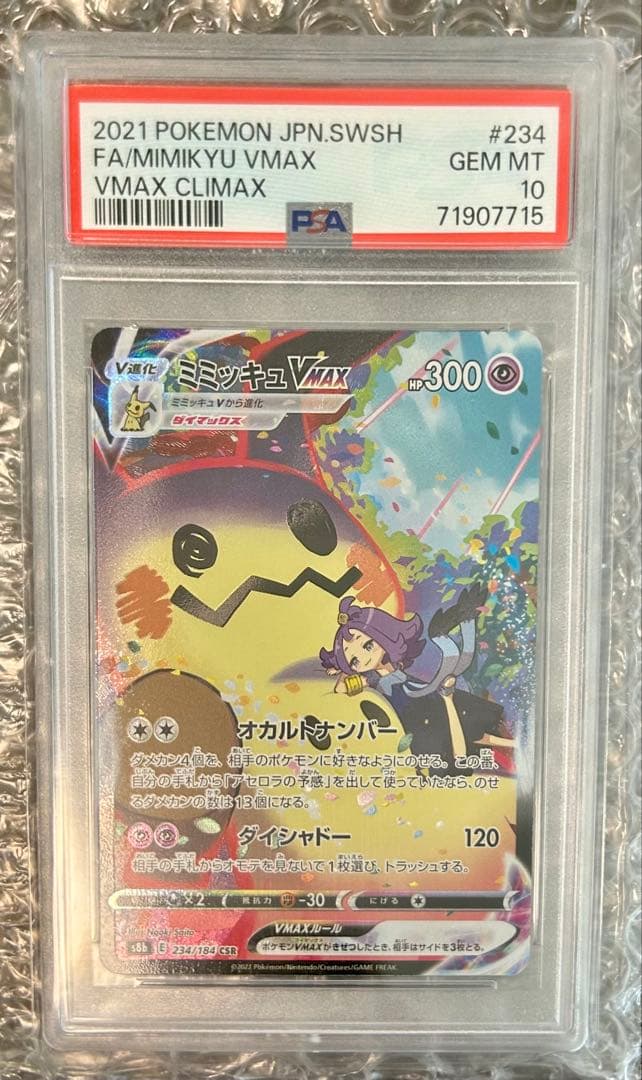 2021 POKEMON JPN.SWSH #234
FA/MIMIKYU VMAX GEM MT
VMAX CLIMAX 10
PSA 71907715
V進化 ミミッキュVMAX HP300
ミミッキュVから進化
ダイマックス
オカルトナンバー
ダメカン4個を、相手のポケモンに好きなようにのせる。この番、
自分の手札から「アセロラの予感」を出して使っていたなら、のせ
るダメカンの数は13個になる。
ダイシャドー 120
相手の手札からオモテを見ないで1枚選び、トラッシュする。
×2 抵抗力 -30 にげる
VMAXルール
Illus. Naoki Saito
ポケモンVMAXがきぜつしたとき、相手はサイドを3枚とる。
s8b E 234/184 CSR
©2021 Pokémon/Nintendo/Creatures/GAME FREAK.